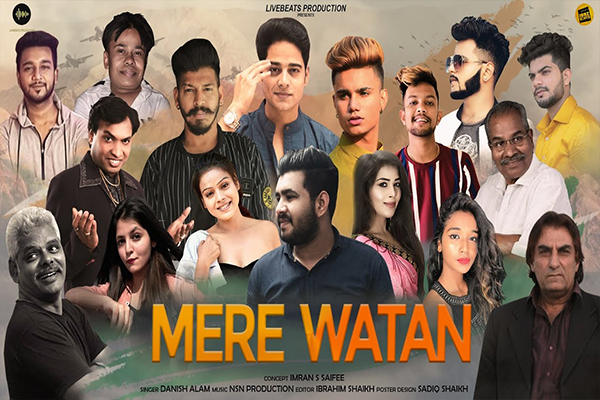 LIVEBEATS PRODUCTION
PRESENTS
MERE WATAN
CONCEPT IMRAN S SAIFEE
SINGER DANISH ALAM MUSIC NSN PRODUCTION EDITOR IBRAHIM SHAIKH POSTER DESIGN SADIQ SHAIKH